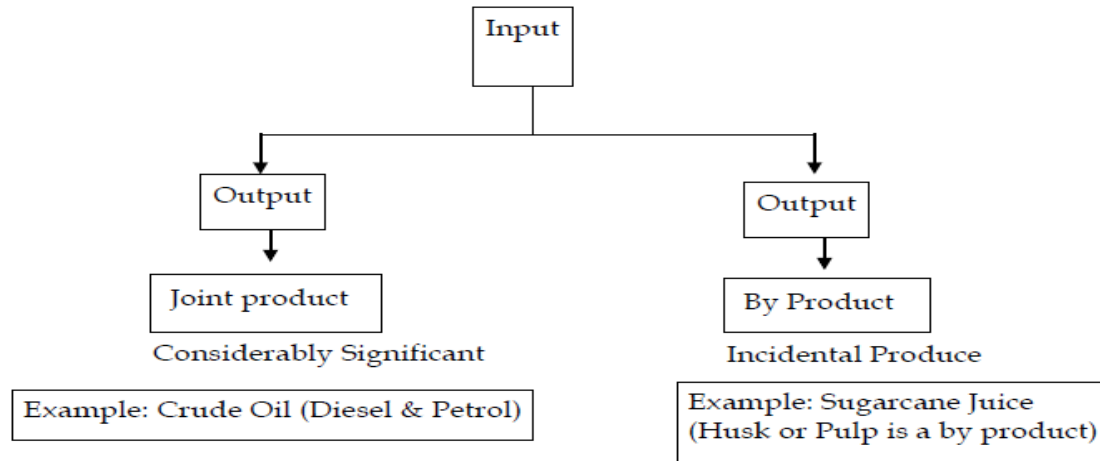 Input
Output
Output
Joint product
By Product
Considerably Significant
Incidental Produce
Example: Crude Oil (Diesel & Petrol)
Example: Sugarcane Juice
(Husk or Pulp is a by product)